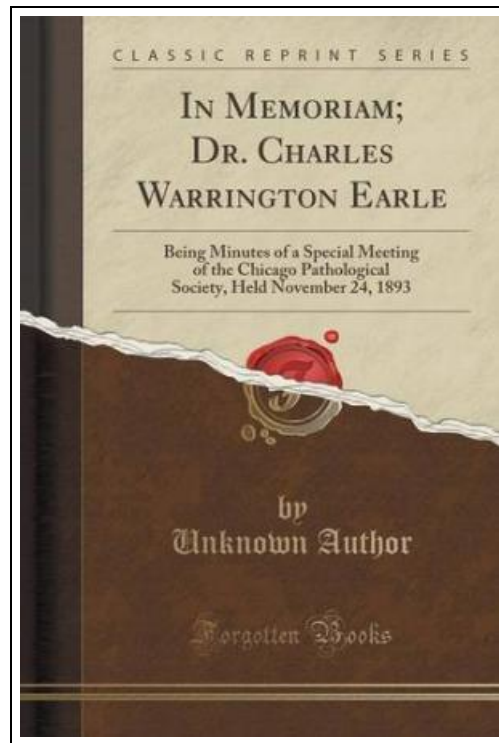 CLASSIC REPRINT SERIES
IN MEMORIAM;
DR. CHARLES
WARRINGTON EARLE
Being Minutes of a Special Meeting
of the Chicago Pathological
Society, Held November 24, 1893
by
Unknown Author
Forgotten Books